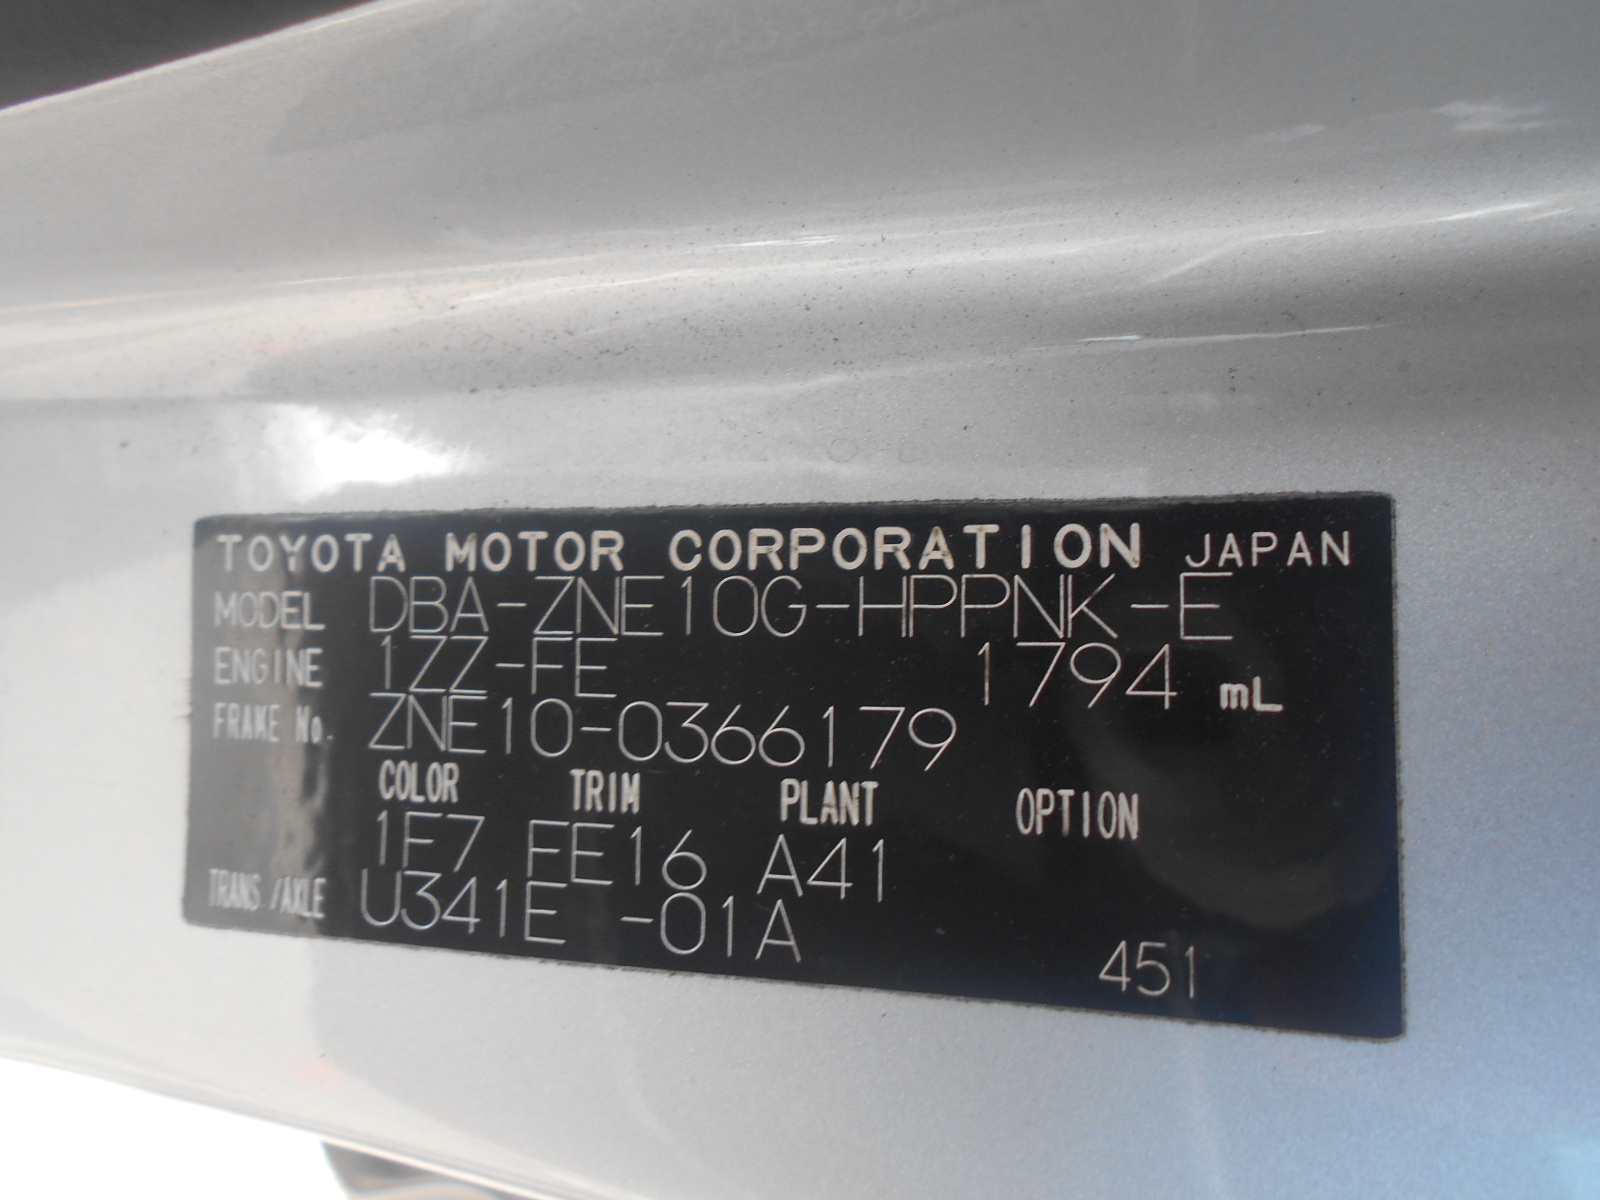 TOYOTA MOTOR CORPORATION JAPAN
MODEL DBA-ZNE10G-HPPNK-E
ENGINE 1ZZ-FE 1794 mL
FRAME No. ZNE10-0366179
COLOR TRIM PLANT OPTION
1F7 FE16 A41
TRANS/AXLE U341E -01A
451